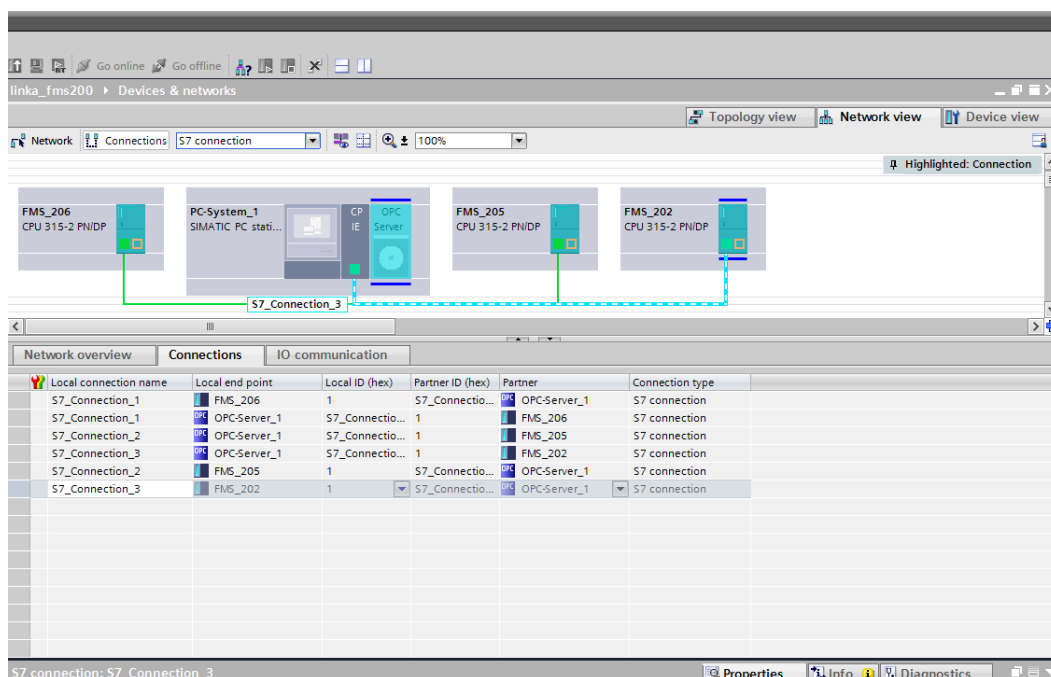 Go online Go offline
linka_fms200 Devices & networks
Topology view Network view Device view
Network Connections S7 connection 100%
Highlighted: Connection
FMS_206 PC-System_1 CP OPC FMS_205 FMS_202
CPU 315-2 PN/DP SIMATIC PC stati... IE Server CPU 315-2 PN/DP CPU 315-2 PN/DP
S7_Connection_3
Network overview Connections IO communication
Local connection name Local end point Local ID (hex) Partner ID (hex) Partner Connection type
S7_Connection_1 FMS_206 1 S7_Connectio... OPC OPC-Server_1 S7 connection
S7_Connection_1 OPC OPC-Server_1 S7_Connectio... 1 FMS_206 S7 connection
S7_Connection_2 OPC OPC-Server_1 S7_Connectio... 1 FMS_205 S7 connection
S7_Connection_3 OPC OPC-Server_1 S7_Connectio... 1 FMS_202 S7 connection
S7_Connection_2 FMS_205 1 S7_Connectio... OPC OPC-Server_1 S7 connection
S7_Connection_3 FMS_202 1 S7_Connectio... OPC OPC-Server_1 S7 connection
S7 connection: S7_Connection_3 Properties Info Diagnostics